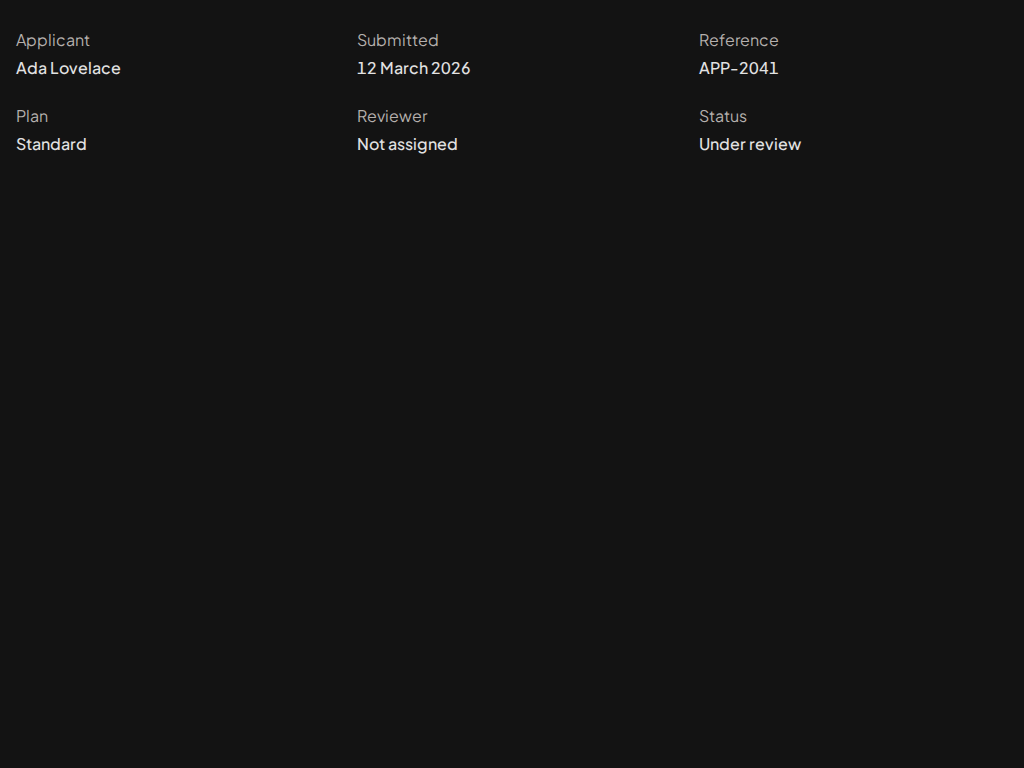 Applicant
Ada Lovelace
Submitted
12 March 2026
Reference
APP-2041
Plan
Standard
Reviewer
Not assigned
Status
Under review